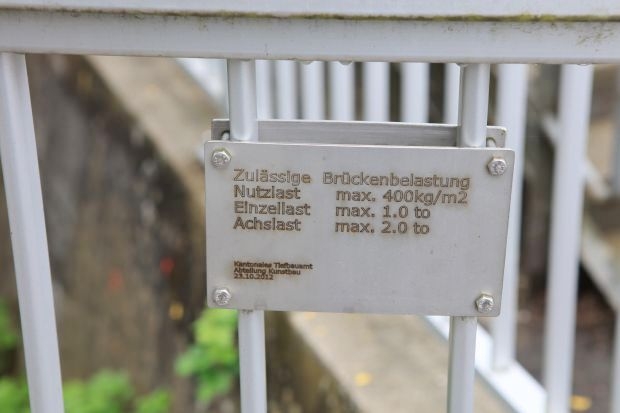 Zulässige Brückenbelastung
Nutzlast max. 400kg/m2
Einzellast max. 1.0 to
Achslast max. 2.0 to
Kantonales Tiefbauamt
Abteilung Kunstbau
23.10.2012